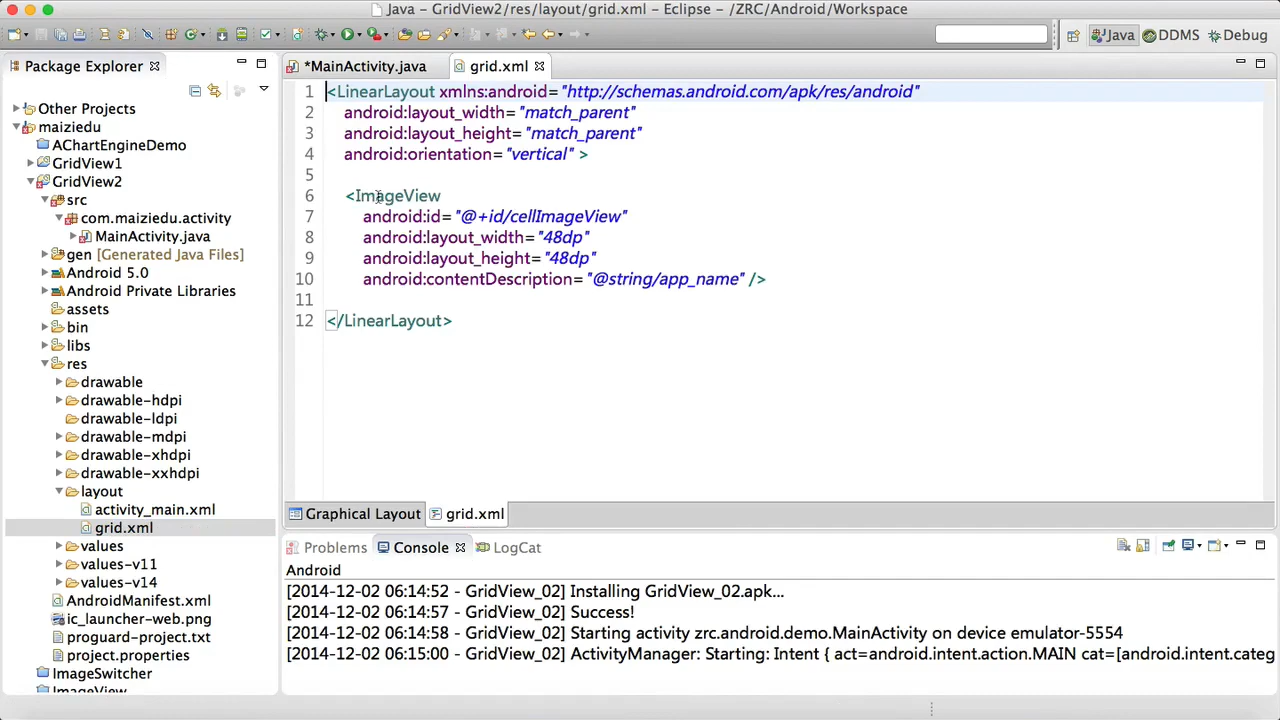 Java – GridView2/res/layout/grid.xml – Eclipse – /ZRC/Android/Workspace
Java
DDMS
Debug
Package Explorer
Other Projects
maiziedu
AChartEngineDemo
GridView1
GridView2
src
com.maiziedu.activity
MainActivity.java
gen [Generated Java Files]
Android 5.0
Android Private Libraries
assets
bin
libs
res
drawable
drawable-hdpi
drawable-ldpi
drawable-mdpi
drawable-xhdpi
drawable-xxhdpi
layout
activity_main.xml
grid.xml
values
values-v11
values-v14
AndroidManifest.xml
ic_launcher-web.png
proguard-project.txt
project.properties
ImageSwitcher
ImageView
*MainActivity.java
grid.xml
1 <LinearLayout xmlns:android="http://schemas.android.com/apk/res/android"
2 android:layout_width="match_parent"
3 android:layout_height="match_parent"
4 android:orientation="vertical" >
5
6 <ImageView
7 android:id="@+id/cellImageView"
8 android:layout_width="48dp"
9 android:layout_height="48dp"
10 android:contentDescription="@string/app_name" />
11
12 </LinearLayout>
Graphical Layout
grid.xml
Problems
Console
LogCat
Android
[2014-12-02 06:14:52 - GridView_02] Installing GridView_02.apk...
[2014-12-02 06:14:57 - GridView_02] Success!
[2014-12-02 06:14:58 - GridView_02] Starting activity zrc.android.demo.MainActivity on device emulator-5554
[2014-12-02 06:15:00 - GridView_02] ActivityManager: Starting: Intent { act=android.intent.action.MAIN cat=[android.intent.categ